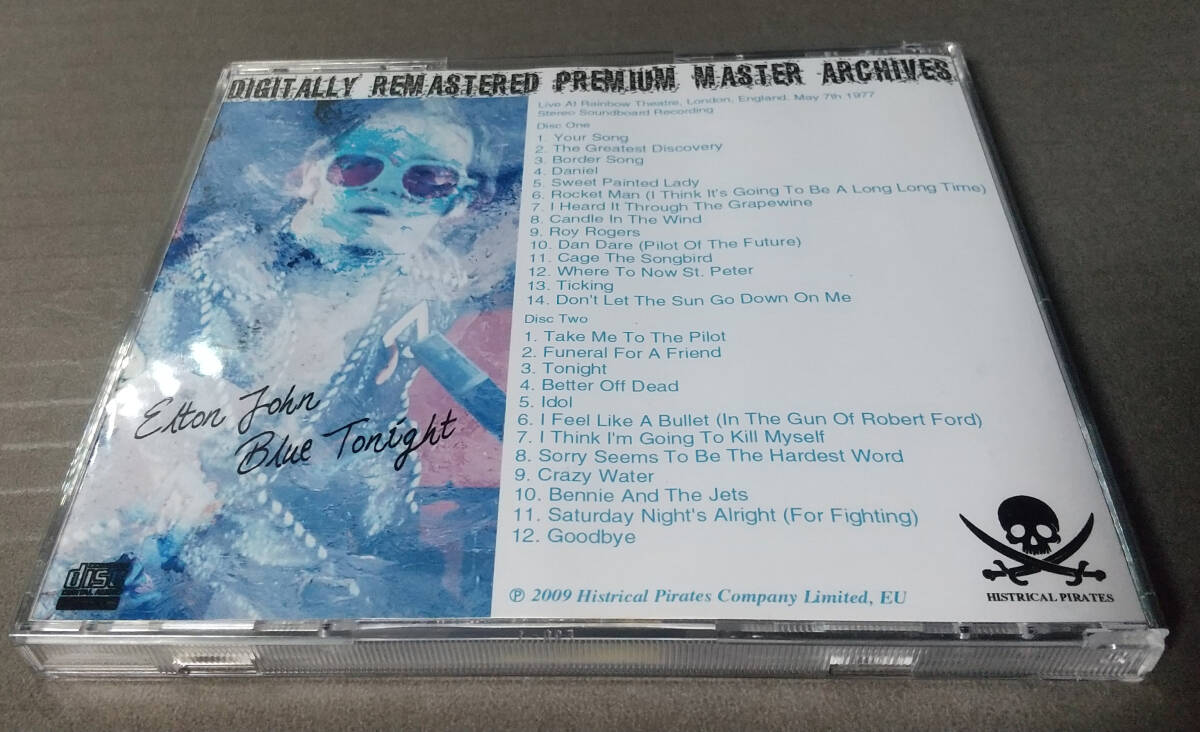 DIGITALLY REMASTERED PREMIUM MASTER ARCHIVES
Live At Rainbow Theatre, London, England. May 7th 1977
Stereo Soundboard Recording
Disc One
1. Your Song
2. The Greatest Discovery
3. Border Song
4. Daniel
5. Sweet Painted Lady
6. Rocket Man (I Think It's Going To Be A Long Long Time)
7. I Heard It Through The Grapewine
8. Candle In The Wind
9. Roy Rogers
10. Dan Dare (Pilot Of The Future)
11. Cage The Songbird
12. Where To Now St. Peter
13. Ticking
14. Don't Let The Sun Go Down On Me
Disc Two
1. Take Me To The Pilot
2. Funeral For A Friend
3. Tonight
4. Better Off Dead
5. Idol
6. I Feel Like A Bullet (In The Gun Of Robert Ford)
7. I Think I'm Going To Kill Myself
8. Sorry Seems To Be The Hardest Word
9. Crazy Water
10. Bennie And The Jets
11. Saturday Night's Alright (For Fighting)
12. Goodbye
Elton John
Blue Tonight
disc
℗ 2009 Histrical Pirates Company Limited, EU
HISTRICAL PIRATES